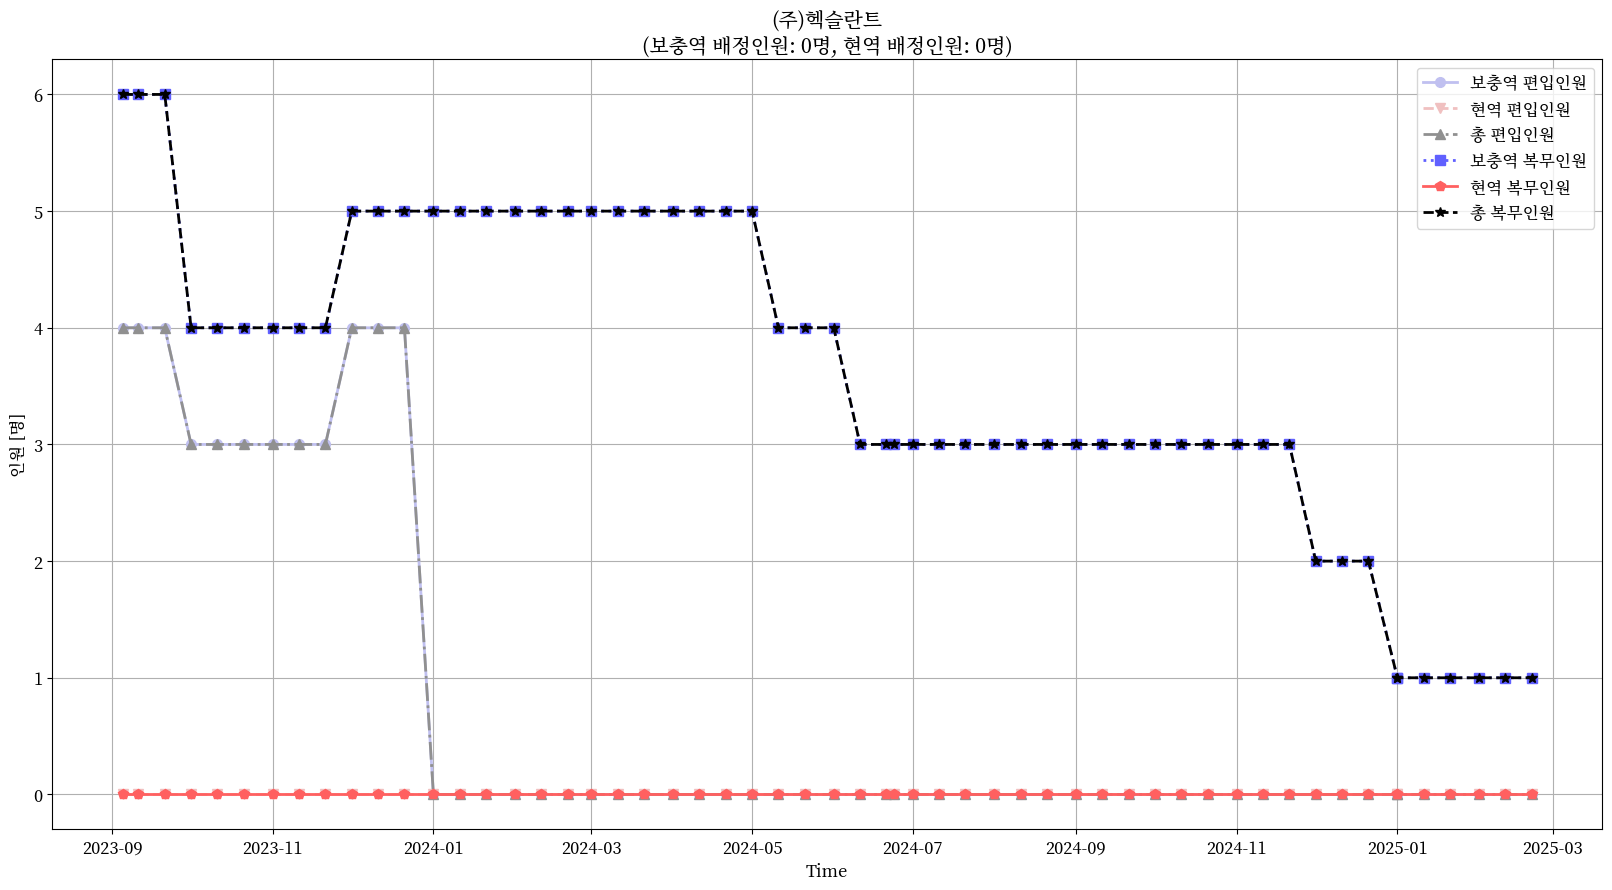 (주)헥슬란트
(보충역 배정인원: 0명, 현역 배정인원: 0명)
보충역 편입인원
현역 편입인원
총 편입인원
보충역 복무인원
현역 복무인원
총 복무인원
인원 [명]
6
5
4
3
2
1
0
2023-09 2023-11 2024-01 2024-03 2024-05 2024-07 2024-09 2024-11 2025-01 2025-03
Time